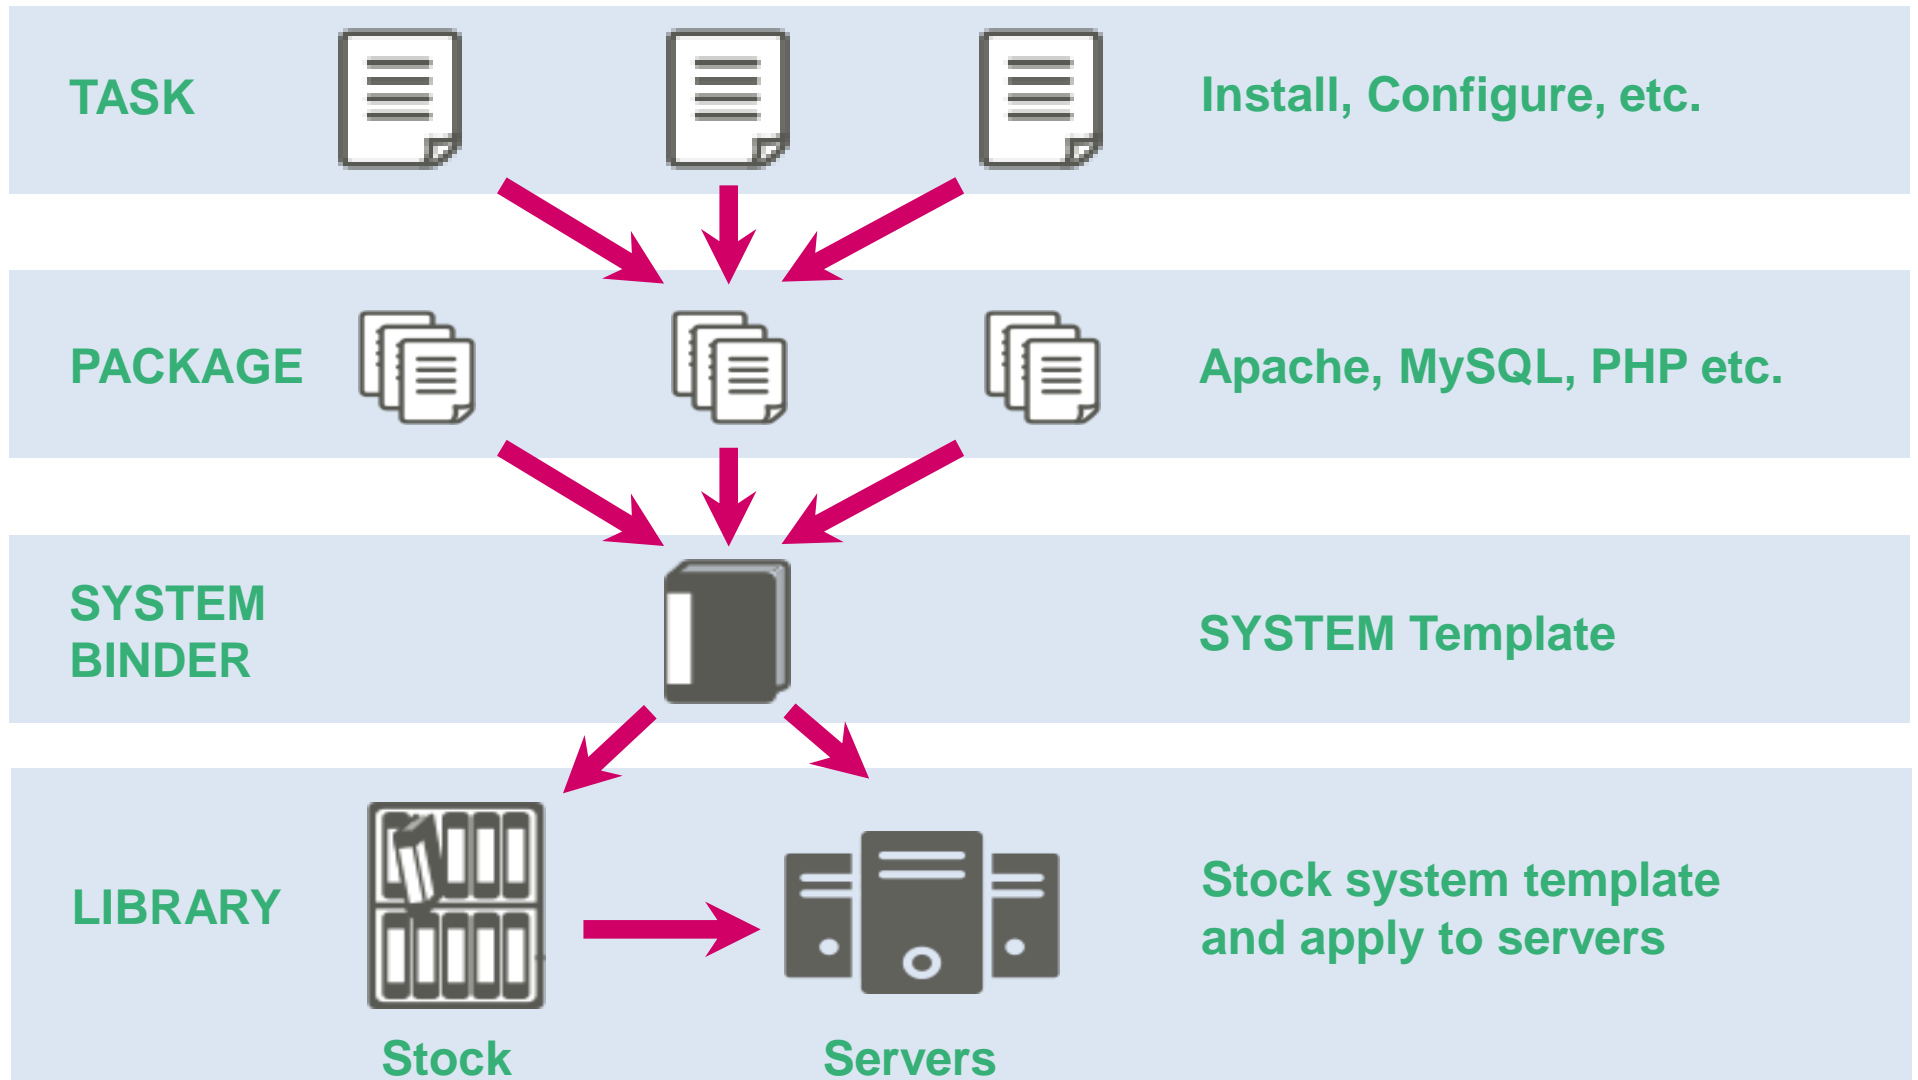 TASK
Install, Configure, etc.
PACKAGE
Apache, MySQL, PHP etc.
SYSTEM
BINDER
SYSTEM Template
LIBRARY
Stock system template
and apply to servers
Stock
Servers